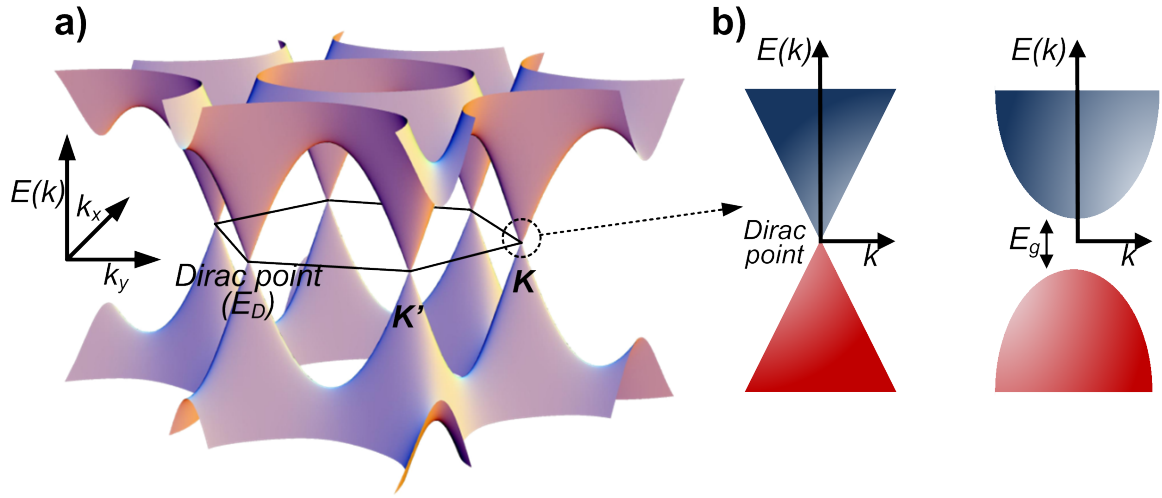 a)
E(k)
kx
ky
Dirac point
(ED)
K'
K
b)
E(k)
Dirac
point
k
E(k)
Eg
k